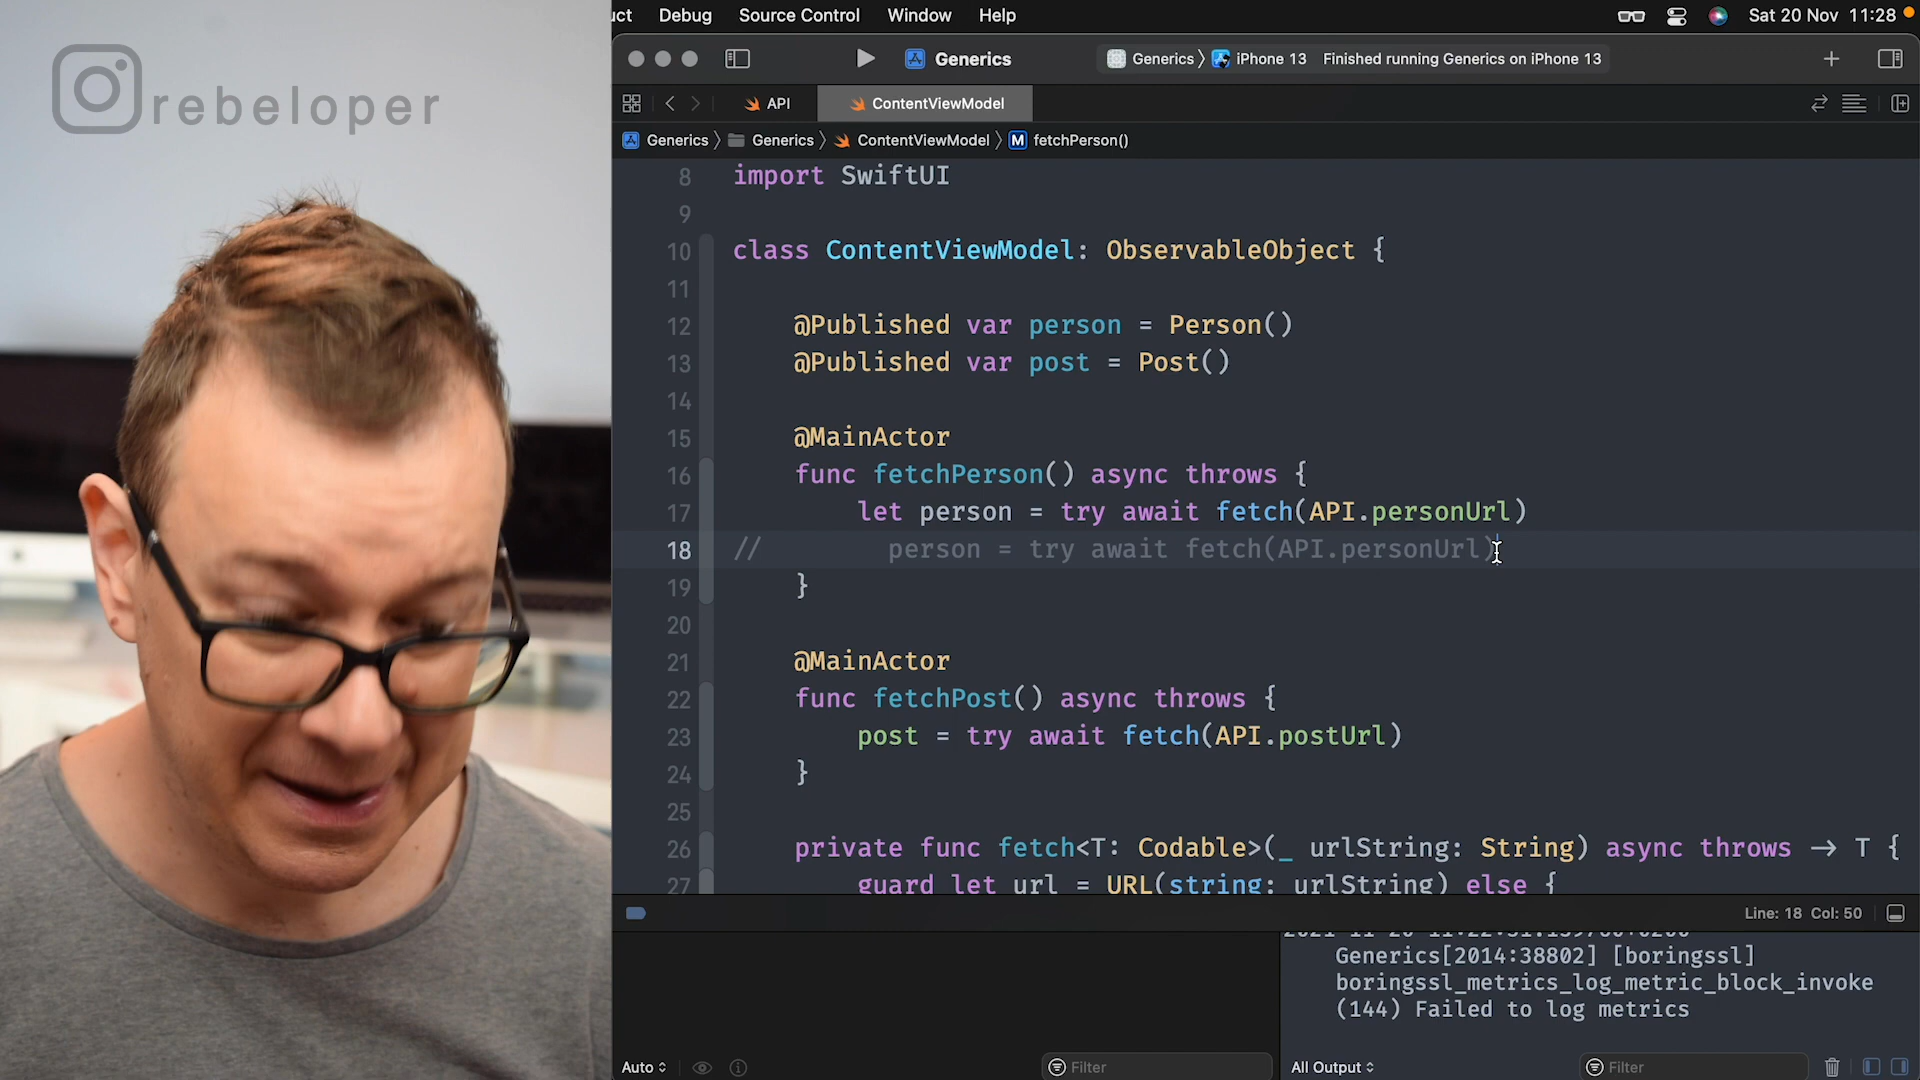 uct Debug Source Control Window Help Sat 20 Nov 11:28
rebeloper
Generics Generics iPhone 13 Finished running Generics on iPhone 13
API ContentViewModel
Generics Generics ContentViewModel M fetchPerson()
8 import SwiftUI
9
10 class ContentViewModel: ObservableObject {
11
12 @Published var person = Person()
13 @Published var post = Post()
14
15 @MainActor
16 func fetchPerson() async throws {
17 let person = try await fetch(API.personUrl)
18 // person = try await fetch(API.personUrl)
19 }
20
21 @MainActor
22 func fetchPost() async throws {
23 post = try await fetch(API.postUrl)
24 }
25
26 private func fetch<T: Codable>(_ urlString: String) async throws -> T {
27 guard let url = URL(string: urlString) else {
Line: 18 Col: 50
Generics[2014:38802] [boringssl]
boringssl_metrics_log_metric_block_invoke
(144) Failed to log metrics
Auto Filter All Output Filter